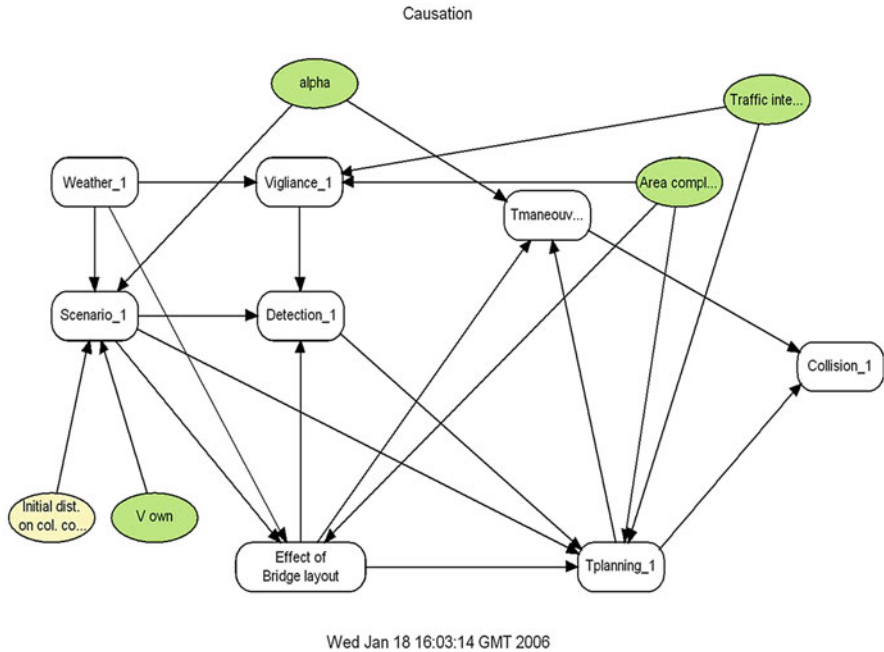 Causation
alpha
Traffic inte...
Weather_1
Vigliance_1
Area compl...
Tmaneouv...
Scenario_1
Detection_1
Collision_1
Initial dist.
on col. co...
V own
Effect of
Bridge layout
Tplanning_1
Wed Jan 18 16:03:14 GMT 2006